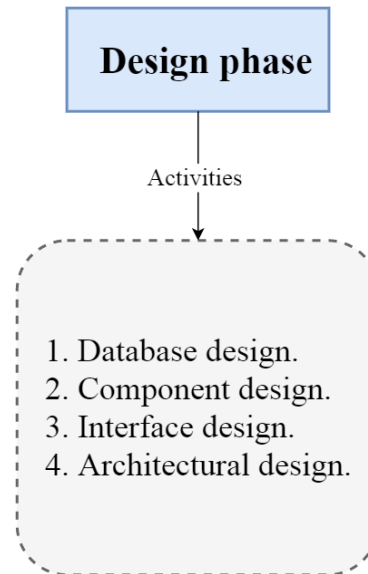 Design phase
Activities
1. Database design.
2. Component design.
3. Interface design.
4. Architectural design.